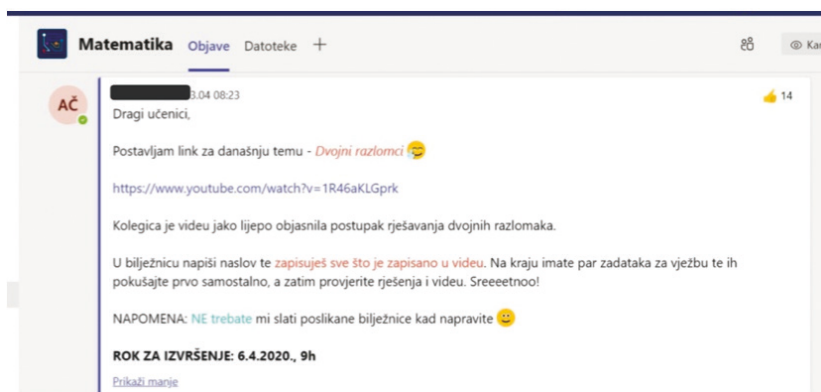 Matematika Objave Datoteke +
AČ
3.04 08:23
14
Dragi učenici,
Postavljam link za današnju temu - Dvojni razlomci
https://www.youtube.com/watch?v=1R46aKLGprk
Kolegica je videu jako lijepo objasnila postupak rješavanja dvojnih razlomaka.
U bilježnicu napiši naslov te zapisuješ sve što je zapisano u videu. Na kraju imate par zadataka za vježbu te ih
pokušajte prvo samostalno, a zatim provjerite rješenja i videu. Sreeeetnoo!
NAPOMENA: NE trebate mi slati poslikane bilježnice kad napravite
ROK ZA IZVRŠENJE: 6.4.2020., 9h
Prikaži manje